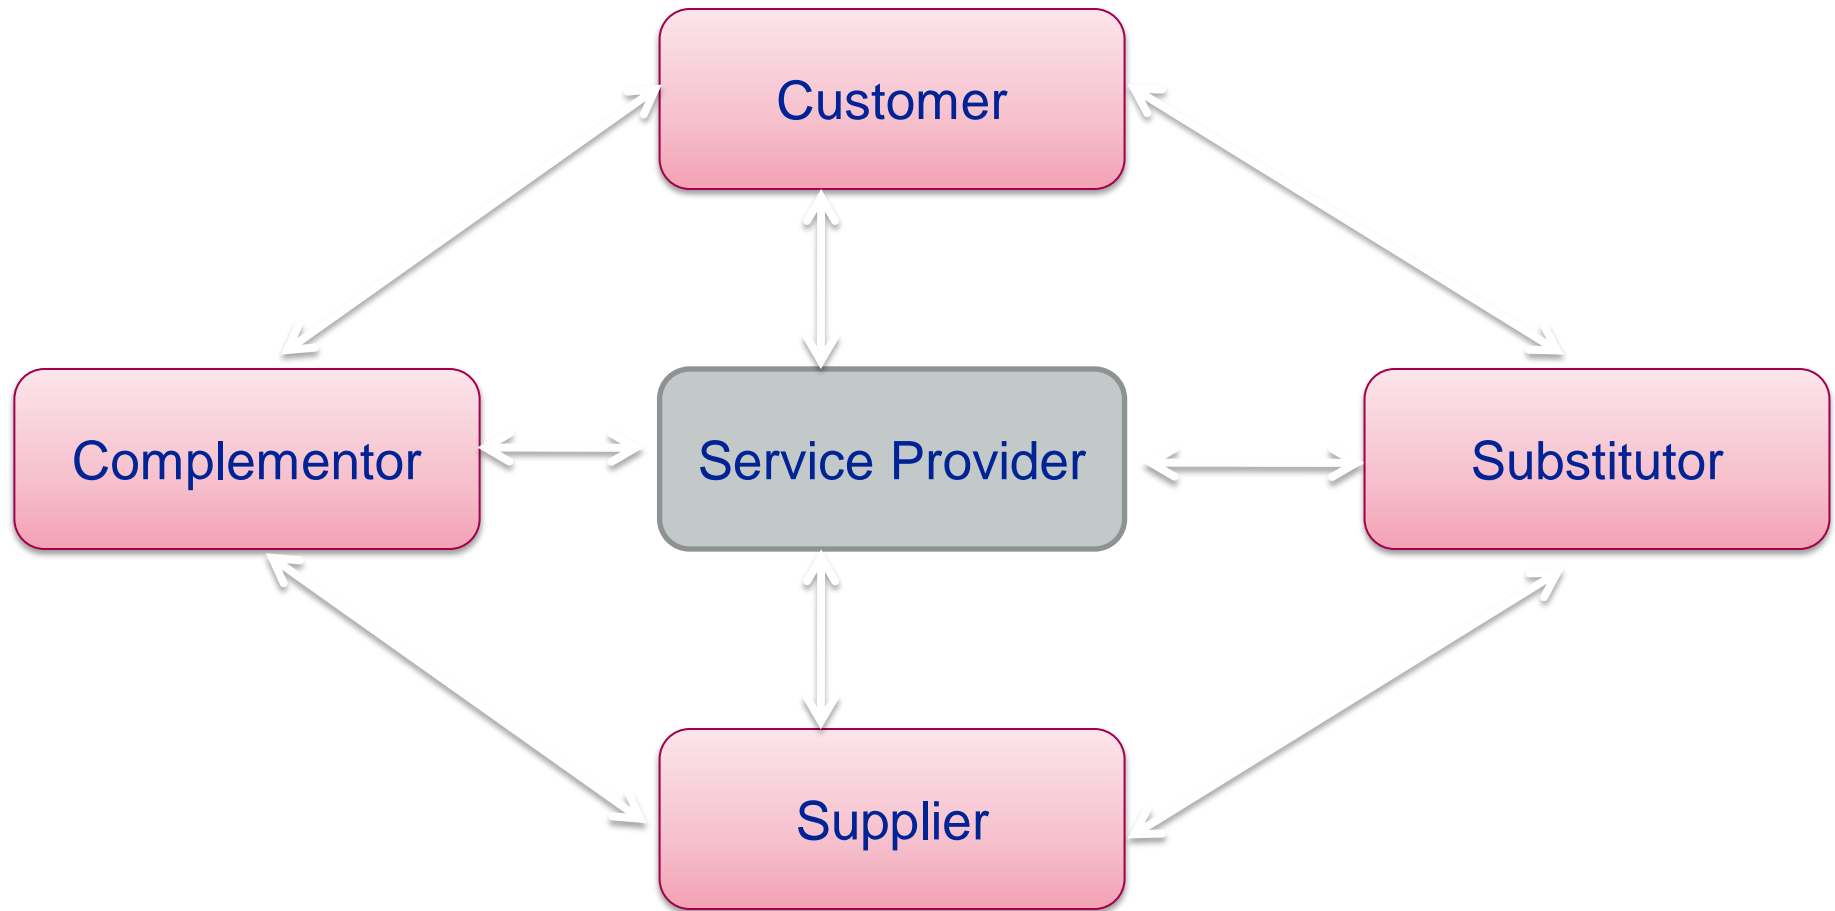 Customer
Complementor
Service Provider
Substitutor
Supplier